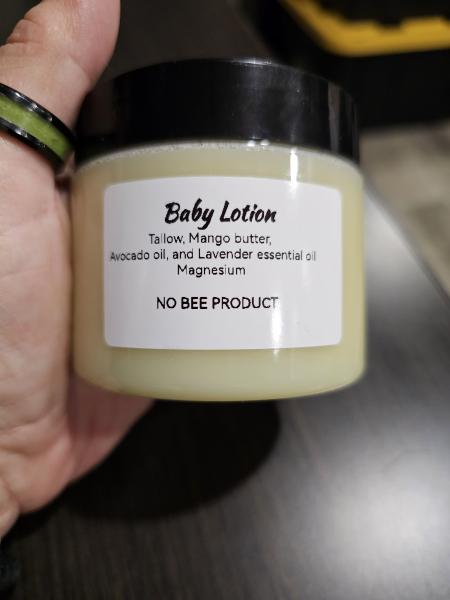 Baby Lotion
Tallow, Mango butter,
Avocado oil, and Lavender essential oil
Magnesium
NO BEE PRODUCT